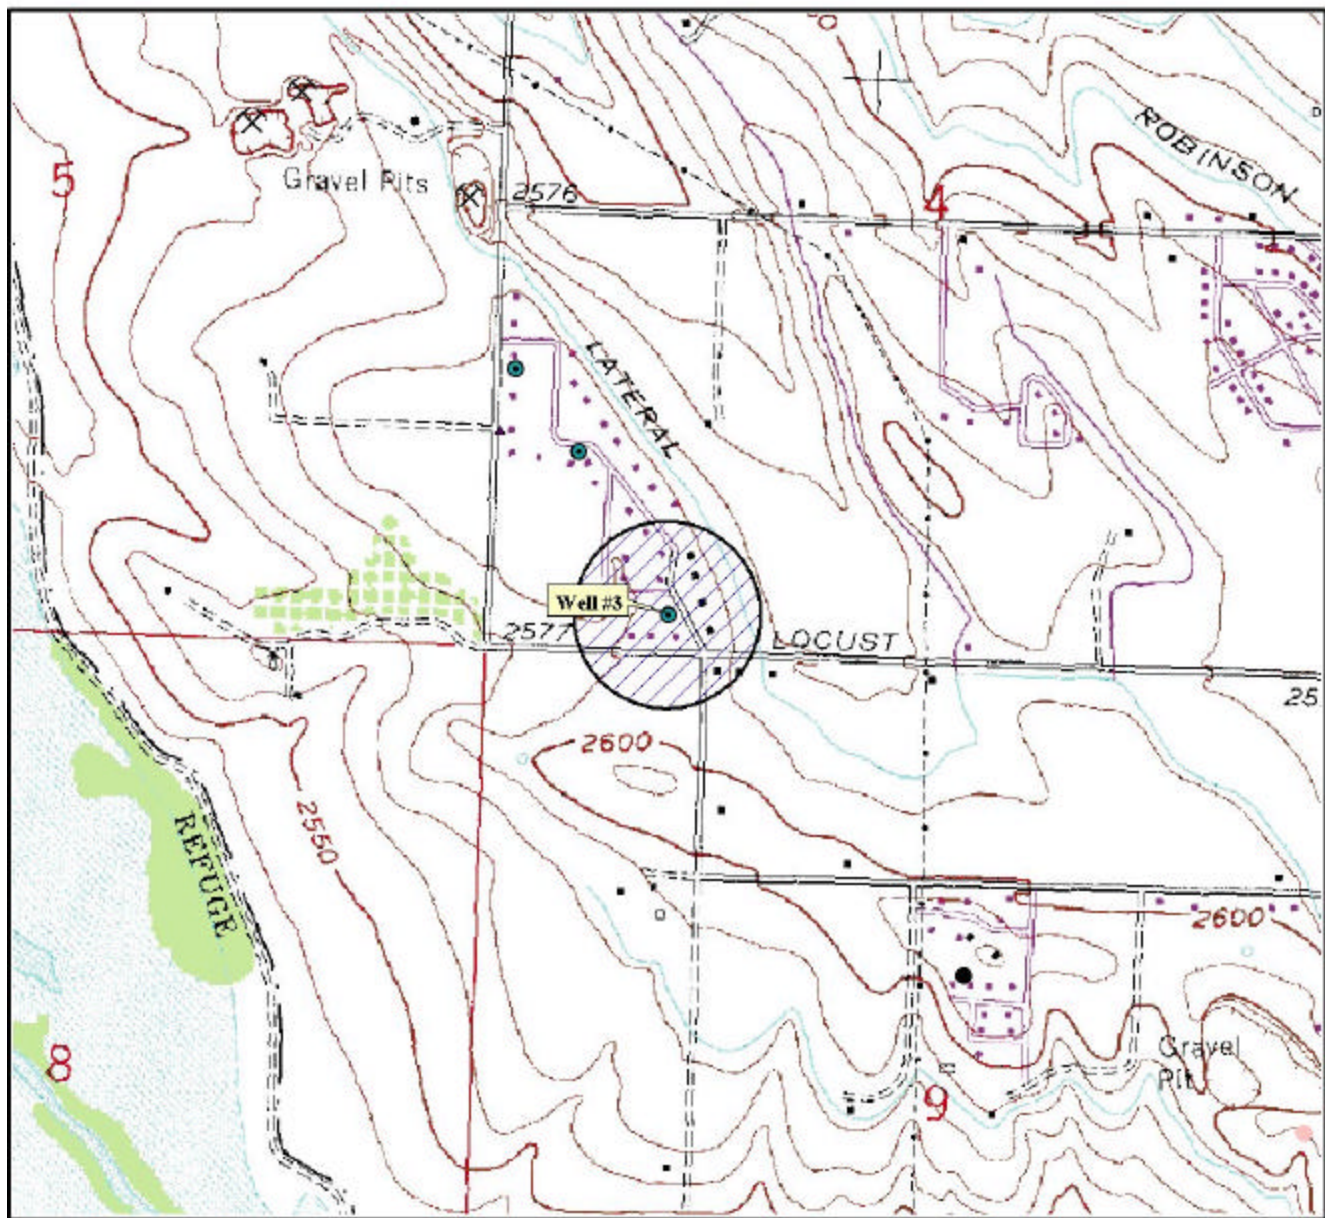 ROBINSON
5
Gravel Pits
2576
4
LATERAL
Well #3
2577
LOCUST
25
2600
2550
REFUGE
2600
Gravel
Pit
8
9